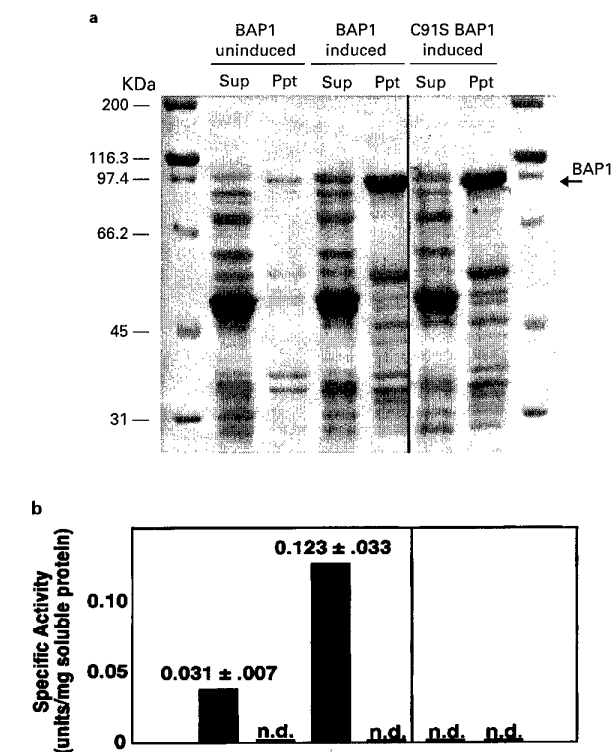 a
BAP1 BAP1 C91S BAP1
uninduced induced induced
KDa Sup Ppt Sup Ppt Sup Ppt
200
116.3
97.4
BAP1
66.2
45
31
b
Specific Activity
(units/mg soluble protein)
0.123 ± .033
0.10
0.05
0.031 ± .007
n.d. n.d. n.d. n.d.
0